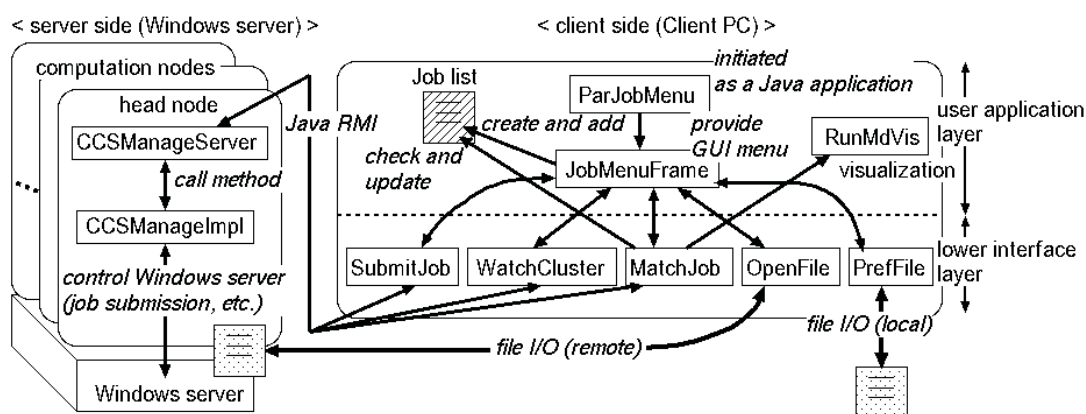 < server side (Windows server) >
< client side (Client PC) >
computation nodes
head node
CCSManageServer
call method
CCSManageImpl
control Windows server
(job submission, etc.)
Windows server
Java RMI
Job list
create and add
check and
update
ParJobMenu
initiated
as a Java application
provide
GUI menu
JobMenuFrame
RunMdVis
visualization
user application
layer
SubmitJob
WatchCluster
MatchJob
OpenFile
PrefFile
lower interface
layer
file I/O (remote)
file I/O (local)